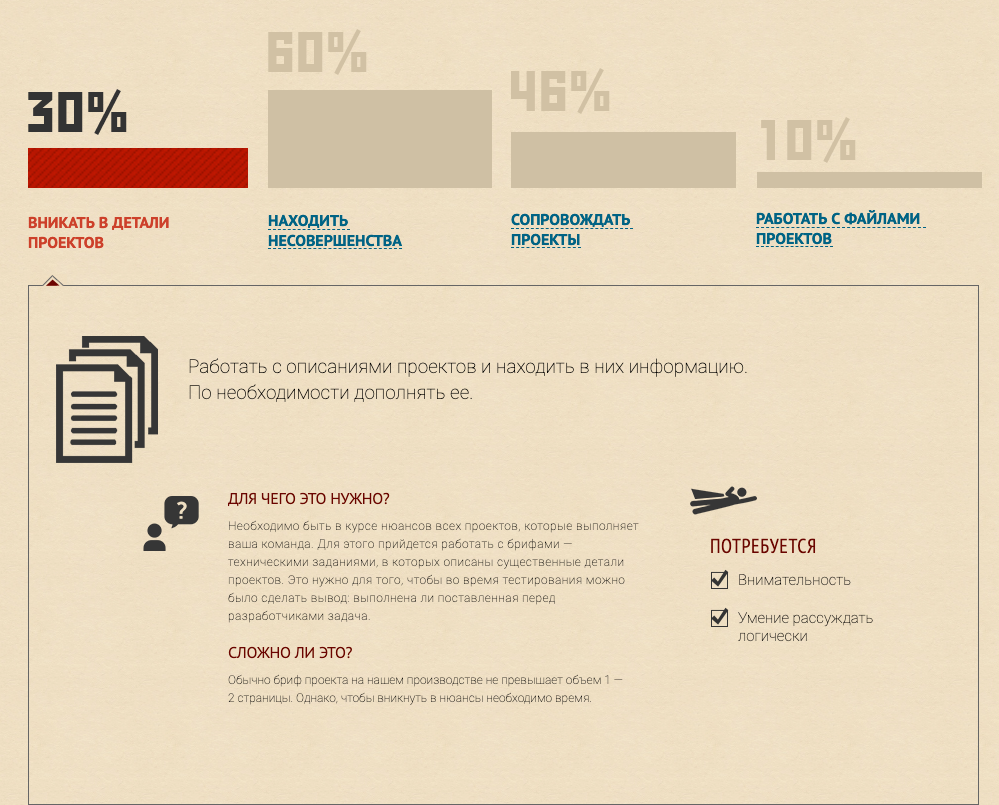 30%
60%
46%
10%
ВНИКАТЬ В ДЕТАЛИ
ПРОЕКТОВ
НАХОДИТЬ
НЕСОВЕРШЕНСТВА
СОПРОВОЖДАТЬ
ПРОЕКТЫ
РАБОТАТЬ С ФАЙЛАМИ
ПРОЕКТОВ
Работать с описаниями проектов и находить в них информацию.
По необходимости дополнять ее.
?
ДЛЯ ЧЕГО ЭТО НУЖНО?
Необходимо быть в курсе нюансов всех проектов, которые выполняет
ваша команда. Для этого прийдется работать с брифами —
техническими заданиями, в которых описаны существенные детали
проектов. Это нужно для того, чтобы во время тестирования можно
было сделать вывод: выполнена ли поставленная перед
разработчиками задача.
СЛОЖНО ЛИ ЭТО?
Обычно бриф проекта на нашем производстве не превышает объем 1 —
2 страницы. Однако, чтобы вникнуть в нюансы необходимо время.
ПОТРЕБУЕТСЯ
Внимательность
Умение рассуждать
логически